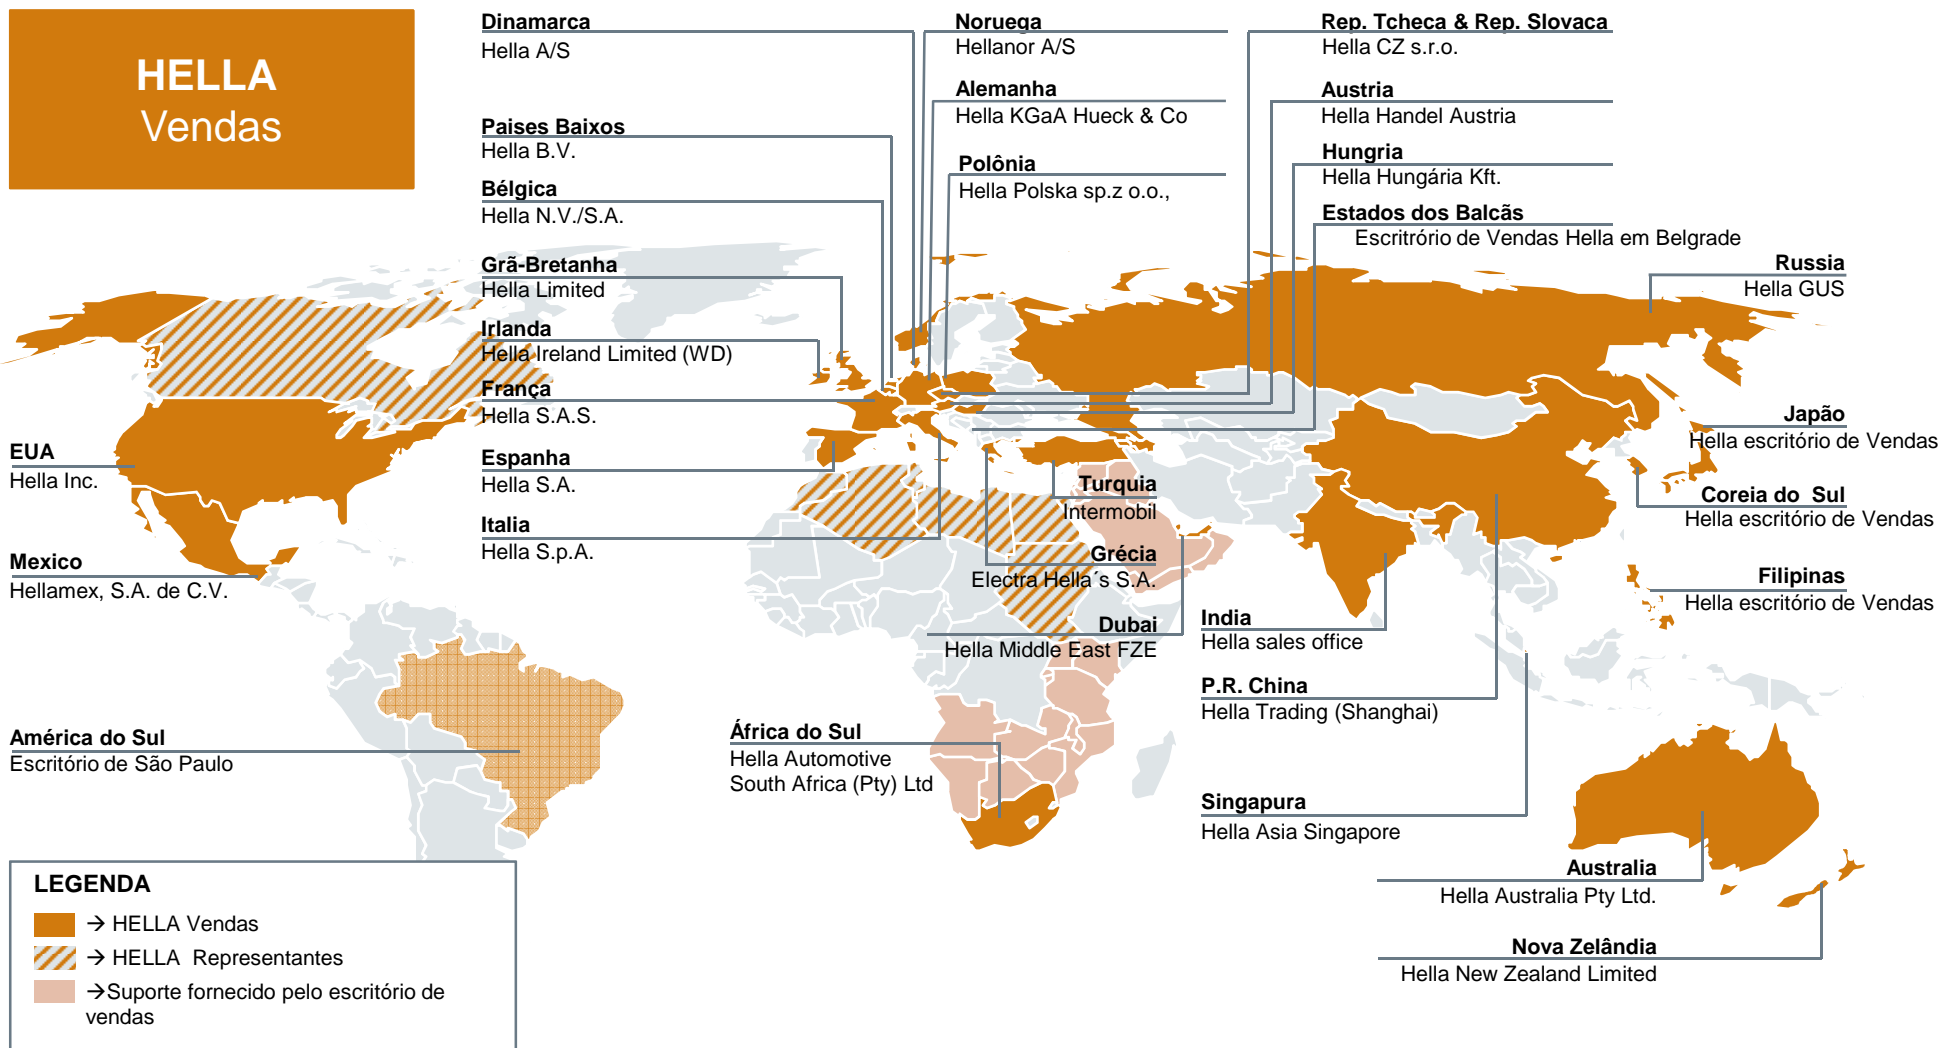 HELLA
Vendas
Dinamarca
Hella A/S
Paises Baixos
Hella B.V.
Bélgica
Hella N.V./S.A.
Grã-Bretanha
Hella Limited
Irlanda
Hella Ireland Limited (WD)
França
Hella S.A.S.
Espanha
Hella S.A.
Italia
Hella S.p.A.
Noruega
Hellanor A/S
Alemanha
Hella KGaA Hueck & Co
Polônia
Hella Polska sp.z o.o.,
Rep. Tcheca & Rep. Slovaca
Hella CZ s.r.o.
Austria
Hella Handel Austria
Hungria
Hella Hungária Kft.
Estados dos Balcãs
Escritrório de Vendas Hella em Belgrade
Russia
Hella GUS
Japão
Hella escritório de Vendas
Coreia do Sul
Hella escritório de Vendas
Filipinas
Hella escritório de Vendas
EUA
Hella Inc.
Mexico
Hellamex, S.A. de C.V.
América do Sul
Escritório de São Paulo
Turquia
Intermobil
Grécia
Electra Hella´s S.A.
Dubai
Hella Middle East FZE
India
Hella sales office
P.R. China
Hella Trading (Shanghai)
África do Sul
Hella Automotive
South Africa (Pty) Ltd
Singapura
Hella Asia Singapore
Australia
Hella Australia Pty Ltd.
Nova Zelândia
Hella New Zealand Limited
LEGENDA
→ HELLA Vendas
→ HELLA Representantes
→Suporte fornecido pelo escritório de
vendas